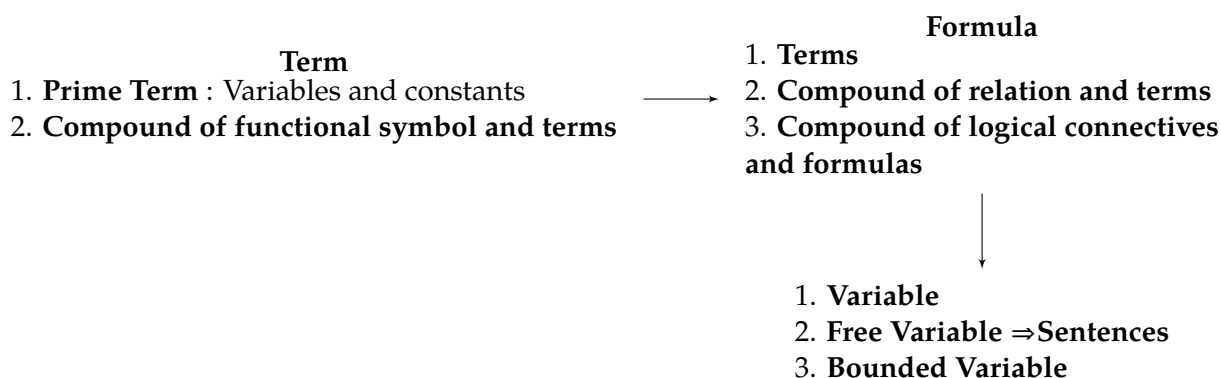 Term
1. Prime Term : Variables and constants
2. Compound of functional symbol and terms
Formula
1. Terms
2. Compound of relation and terms
3. Compound of logical connectives
and formulas
1. Variable
2. Free Variable ⇒Sentences
3. Bounded Variable